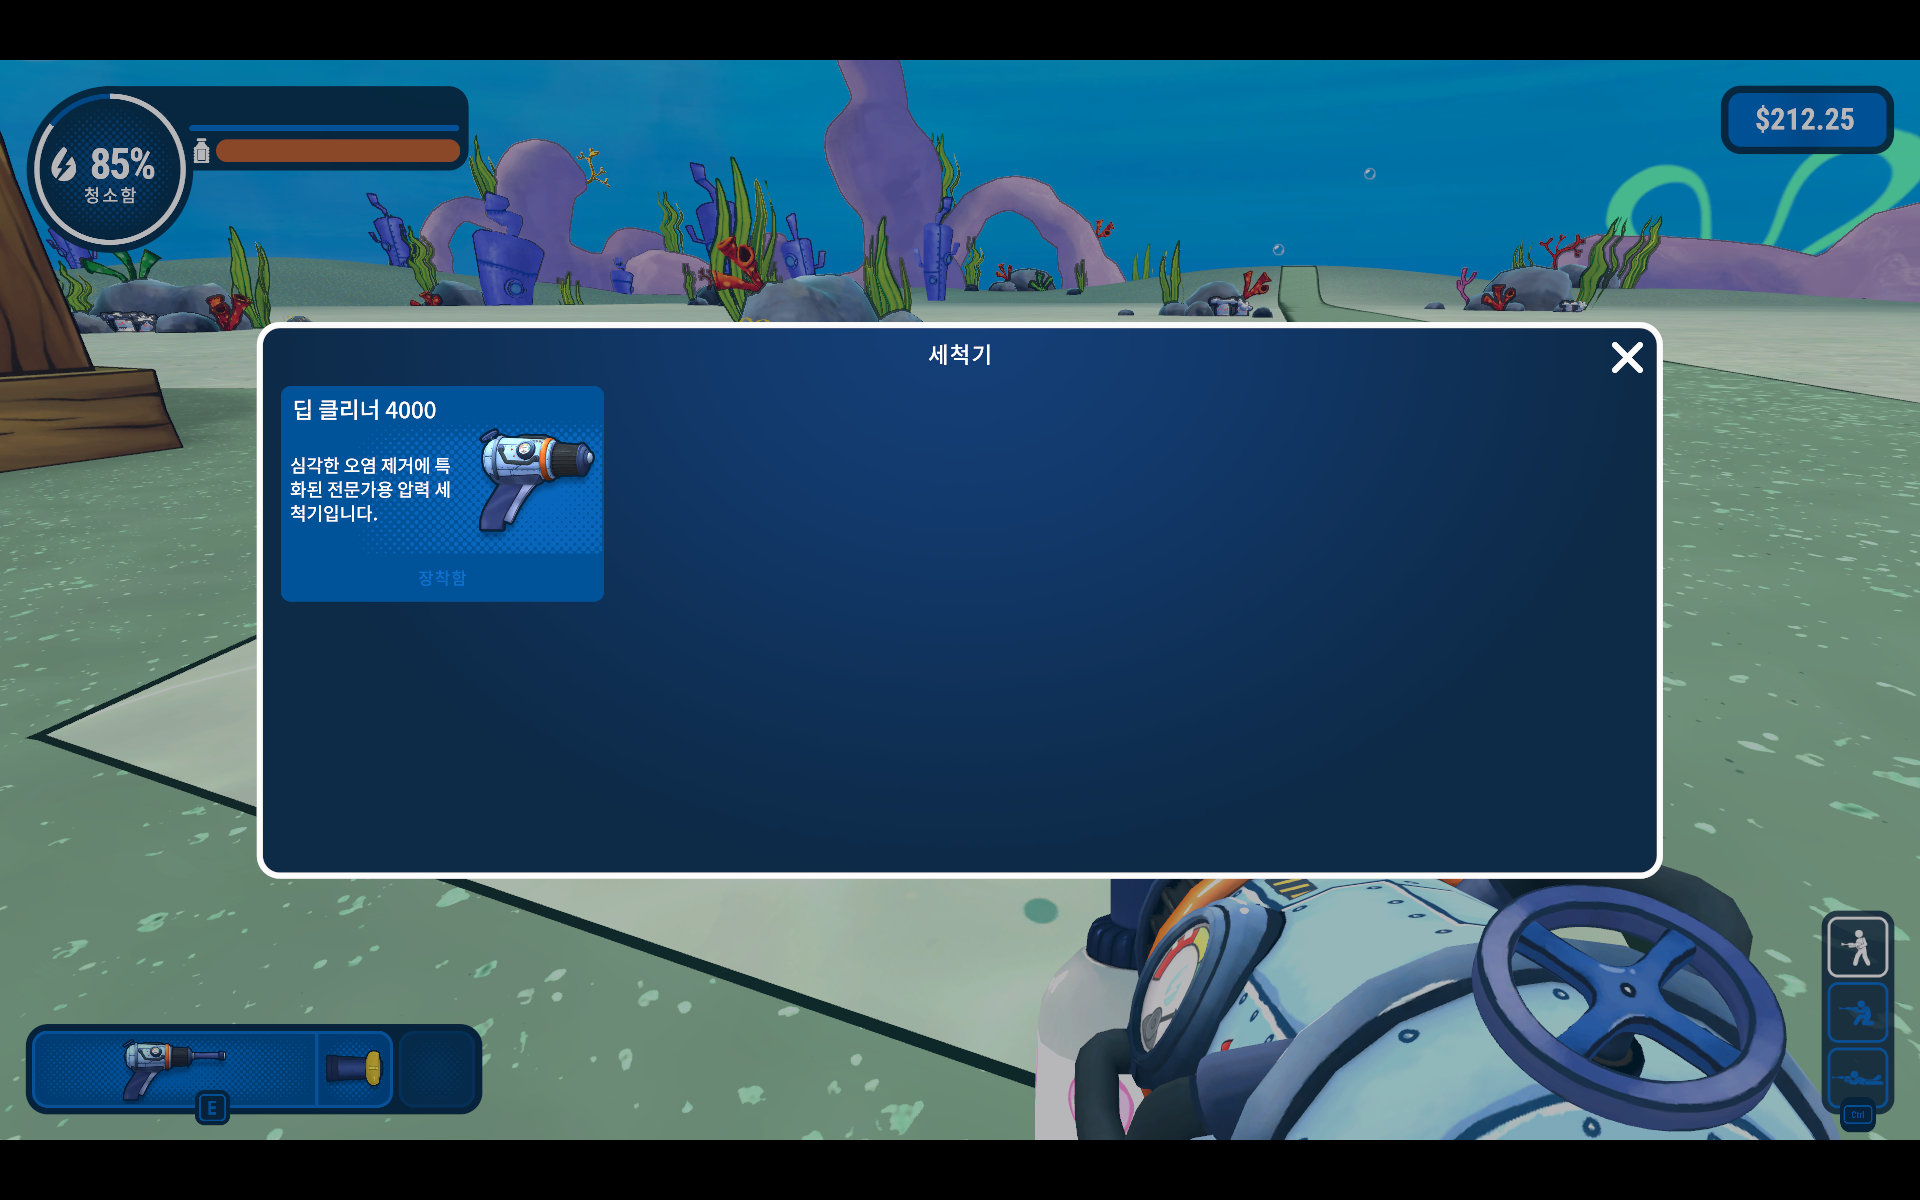 85%
청소함
$212.25
세척기
딥 클리너 4000
심각한 오염 제거에 특
화된 전문가용 압력 세
척기입니다.
장착함
E
Ctrl